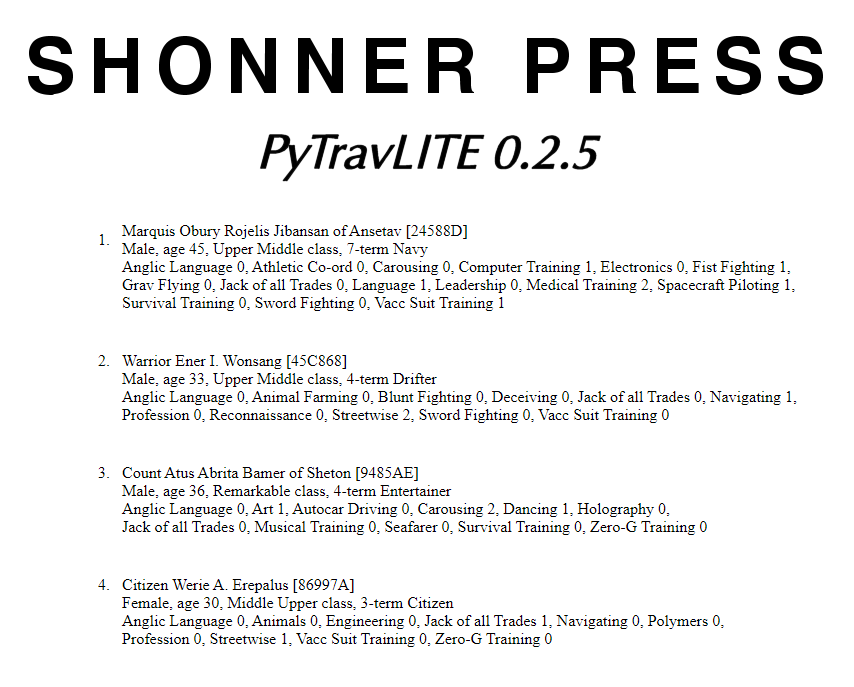 SHONNER PRESS
PyTravLITE 0.2.5
1. Marquis Obury Rojelis Jibansan of Ansetav [24588D]
Male, age 45, Upper Middle class, 7-term Navy
Anglic Language 0, Athletic Co-ord 0, Carousing 0, Computer Training 1, Electronics 0, Fist Fighting 1,
Grav Flying 0, Jack of all Trades 0, Language 1, Leadership 0, Medical Training 2, Spacecraft Piloting 1,
Survival Training 0, Sword Fighting 0, Vacc Suit Training 1
2. Warrior Ener I. Wonsang [45C868]
Male, age 33, Upper Middle class, 4-term Drifter
Anglic Language 0, Animal Farming 0, Blunt Fighting 0, Deceiving 0, Jack of all Trades 0, Navigating 1,
Profession 0, Reconnaissance 0, Streetwise 2, Sword Fighting 0, Vacc Suit Training 0
3. Count Atus Abrita Bamer of Sheton [9485AE]
Male, age 36, Remarkable class, 4-term Entertainer
Anglic Language 0, Art 1, Autocar Driving 0, Carousing 2, Dancing 1, Holography 0,
Jack of all Trades 0, Musical Training 0, Seafarer 0, Survival Training 0, Zero-G Training 0
4. Citizen Werie A. Erepalus [86997A]
Female, age 30, Middle Upper class, 3-term Citizen
Anglic Language 0, Animals 0, Engineering 0, Jack of all Trades 1, Navigating 0, Polymers 0,
Profession 0, Streetwise 1, Vacc Suit Training 0, Zero-G Training 0